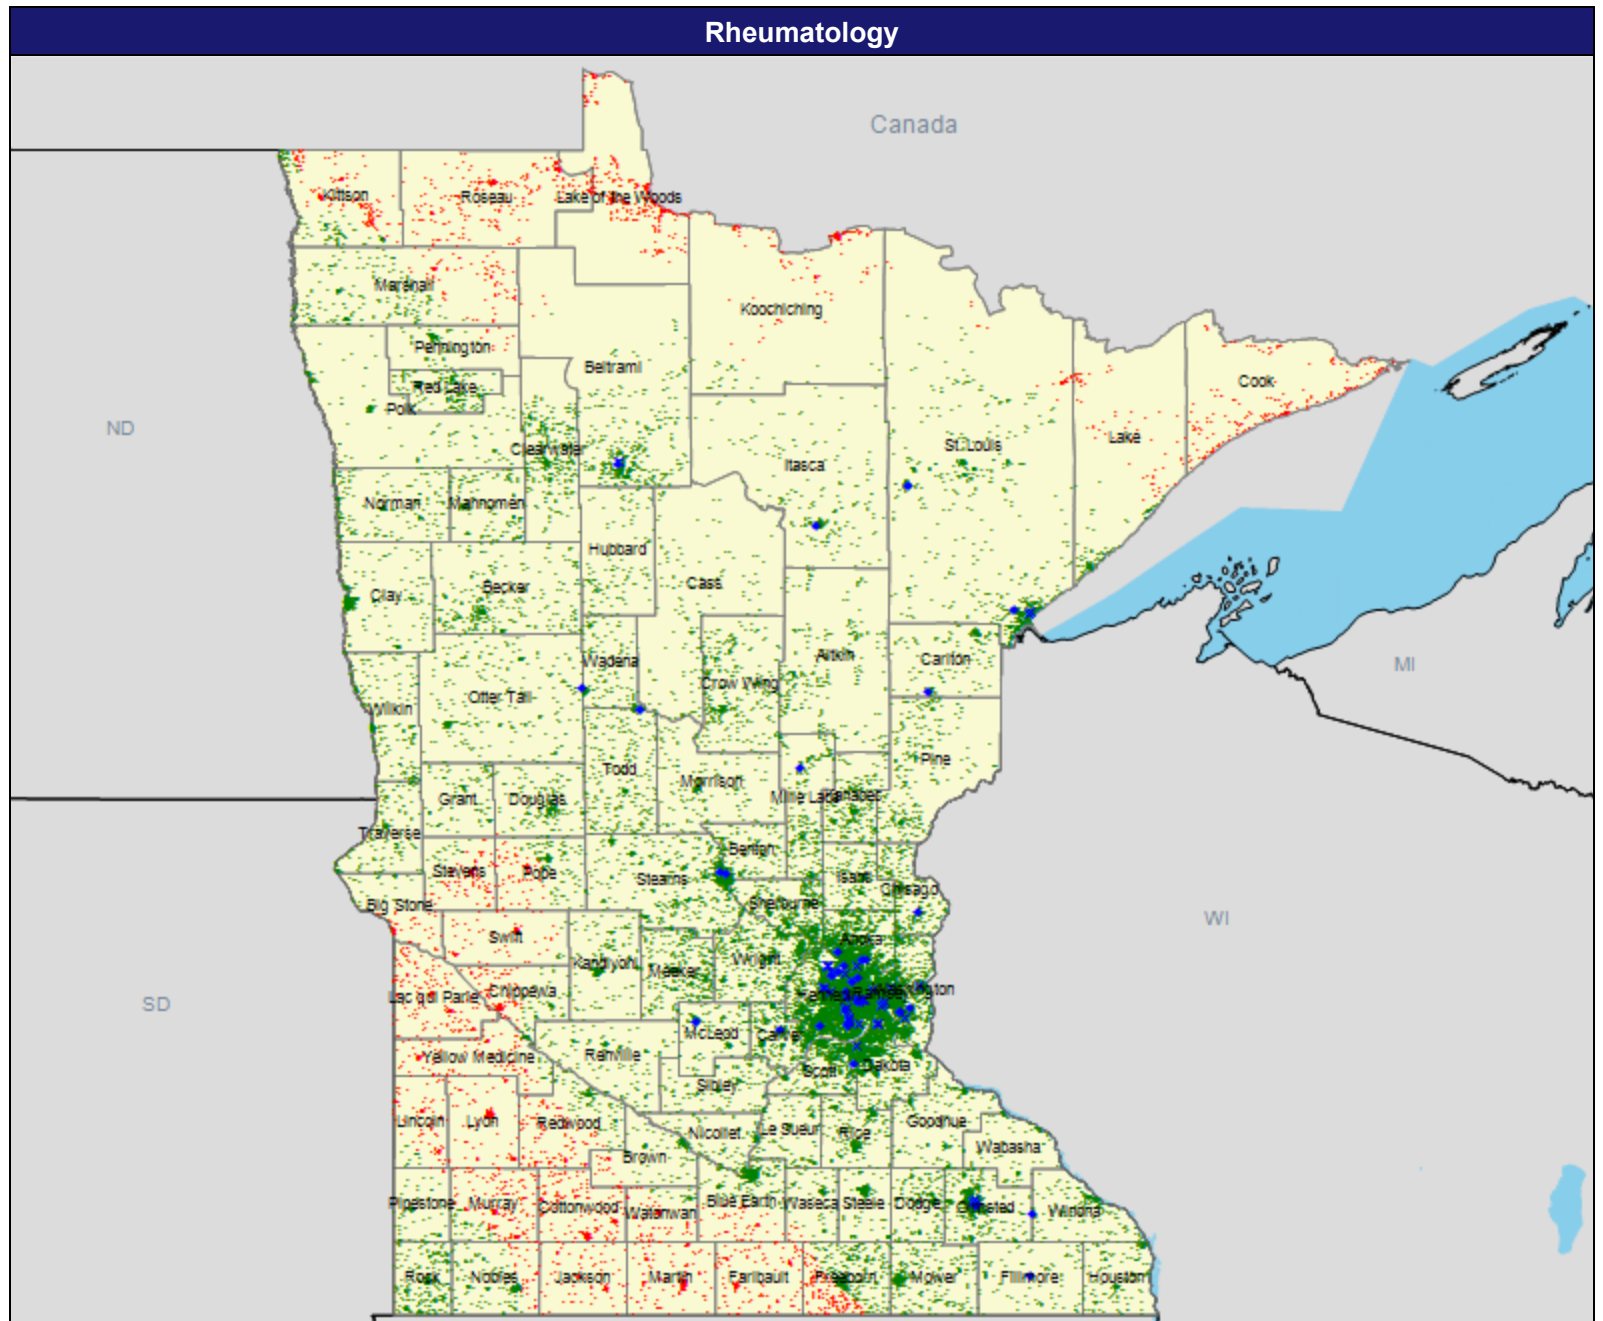 Rheumatology
Canada
Kittson
Roseau
Lake of the Woods
Marshall
Koochiching
Pennington
Beltrami
Red Lake
Polk
Cook
ND
Clearwater
St. Louis
Lake
Itasca
Norman
Mahnomen
Hubbard
Cass
Clay
Becker
Wadena
Aitkin
Carlton
MI
Otter Tail
Crow Wing
Wilkin
Pine
Todd
Morrison
Grant
Douglas
Mille Lacs
Kanabec
Traverse
Benton
Stevens
Pope
Stearns
Isanti
Chisago
Big Stone
Sherburne
WI
Swift
Anoka
Kandiyohi
Meeker
Wright
Lac qui Parle
Chippewa
Hennepin
Ramsey
Washington
SD
McLeod
Carver
Yellow Medicine
Renville
Scott
Dakota
Sibley
Lincoln
Lyon
Redwood
Nicollet
Le Sueur
Rice
Goodhue
Wabasha
Brown
Pipestone
Murray
Cottonwood
Watonwan
Blue Earth
Waseca
Steele
Dodge
Olmsted
Winona
Rock
Nobles
Jackson
Martin
Faribault
Freeborn
Mower
Fillmore
Houston